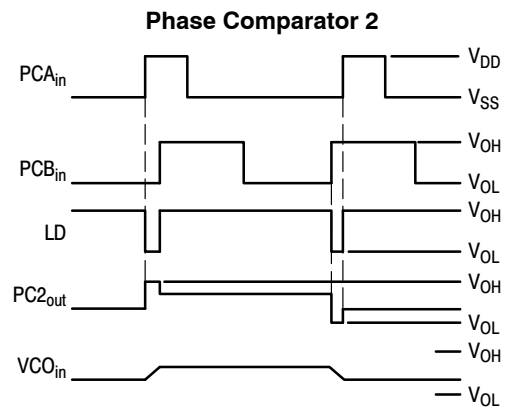 Phase Comparator 2
PCAin
VDD
VSS
PCBin
VOH
VOL
LD
VOH
VOL
PC2out
VOH
VOL
VCOin
VOH
VOL